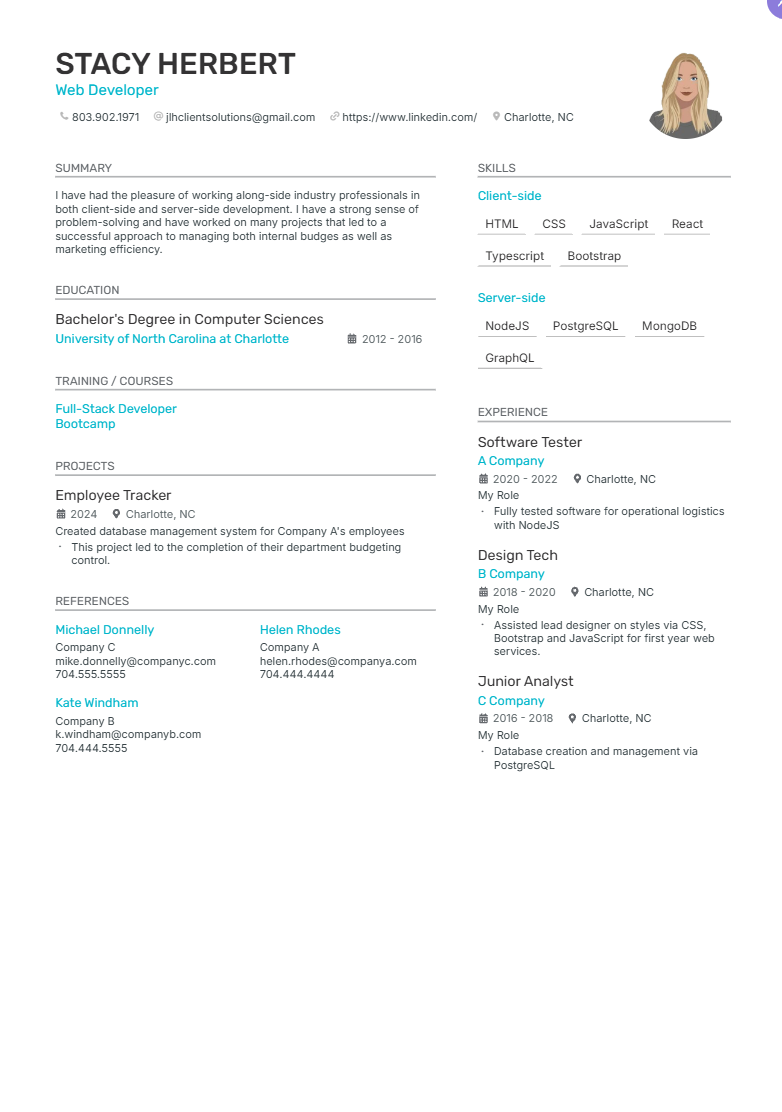 STACY HERBERT
Web Developer
803.902.1971 jlhclientsolutions@gmail.com https://www.linkedin.com/ Charlotte, NC
SUMMARY
I have had the pleasure of working along-side industry professionals in
both client-side and server-side development. I have a strong sense of
problem-solving and have worked on many projects that led to a
successful approach to managing both internal budges as well as
marketing efficiency.
EDUCATION
Bachelor's Degree in Computer Sciences
University of North Carolina at Charlotte 2012 - 2016
TRAINING / COURSES
Full-Stack Developer
Bootcamp
PROJECTS
Employee Tracker
2024 Charlotte, NC
Created database management system for Company A's employees
· This project led to the completion of their department budgeting
control.
REFERENCES
Michael Donnelly
Company C
mike.donnelly@companyc.com
704.555.5555
Helen Rhodes
Company A
helen.rhodes@companya.com
704.444.4444
Kate Windham
Company B
k.windham@companyb.com
704.444.5555
SKILLS
Client-side
HTML CSS JavaScript React
Typescript Bootstrap
Server-side
NodeJS PostgreSQL MongoDB
GraphQL
EXPERIENCE
Software Tester
A Company
2020 - 2022 Charlotte, NC
My Role
· Fully tested software for operational logistics
with NodeJS
Design Tech
B Company
2018 - 2020 Charlotte, NC
My Role
· Assisted lead designer on styles via CSS,
Bootstrap and JavaScript for first year web
services.
Junior Analyst
C Company
2016 - 2018 Charlotte, NC
My Role
· Database creation and management via
PostgreSQL